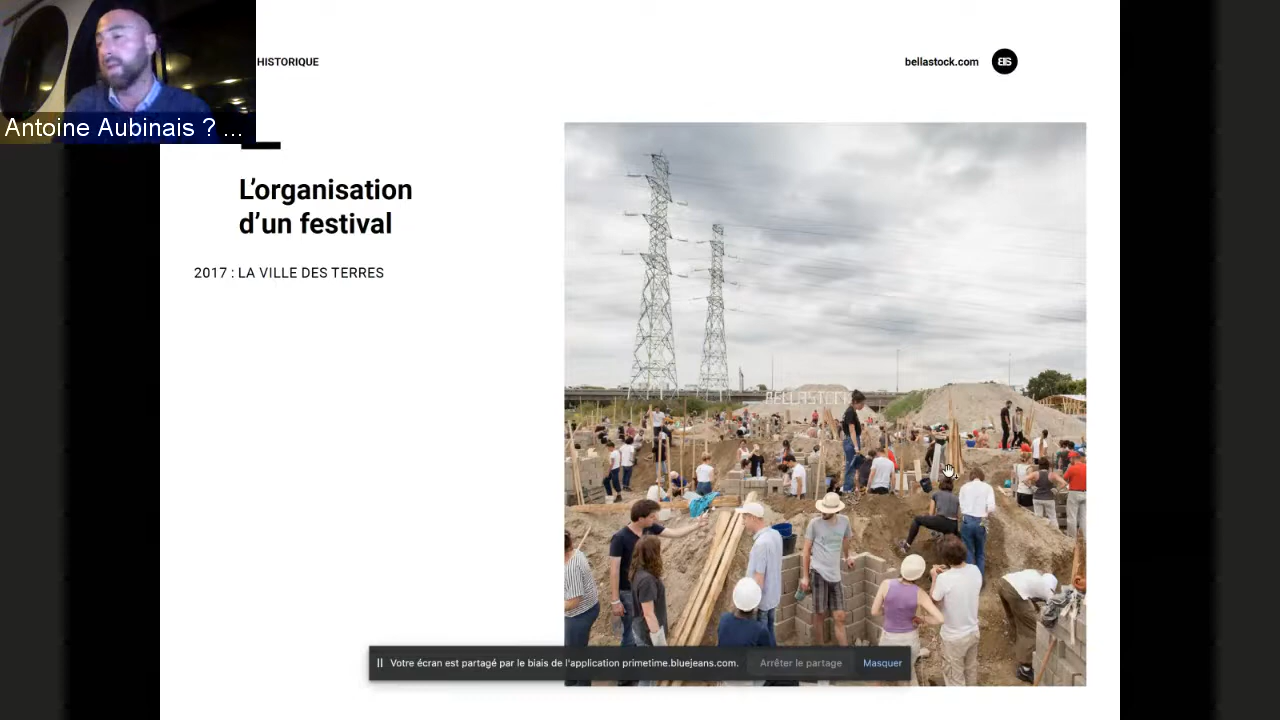 HISTORIQUE
bellastock.com
Antoine Aubinais ? ...
L'organisation
d'un festival
2017 : LA VILLE DES TERRES
BELLASTOCK
Votre écran est partagé par le biais de l'application primetime.bluejeans.com.
Arrêter le partage
Masquer